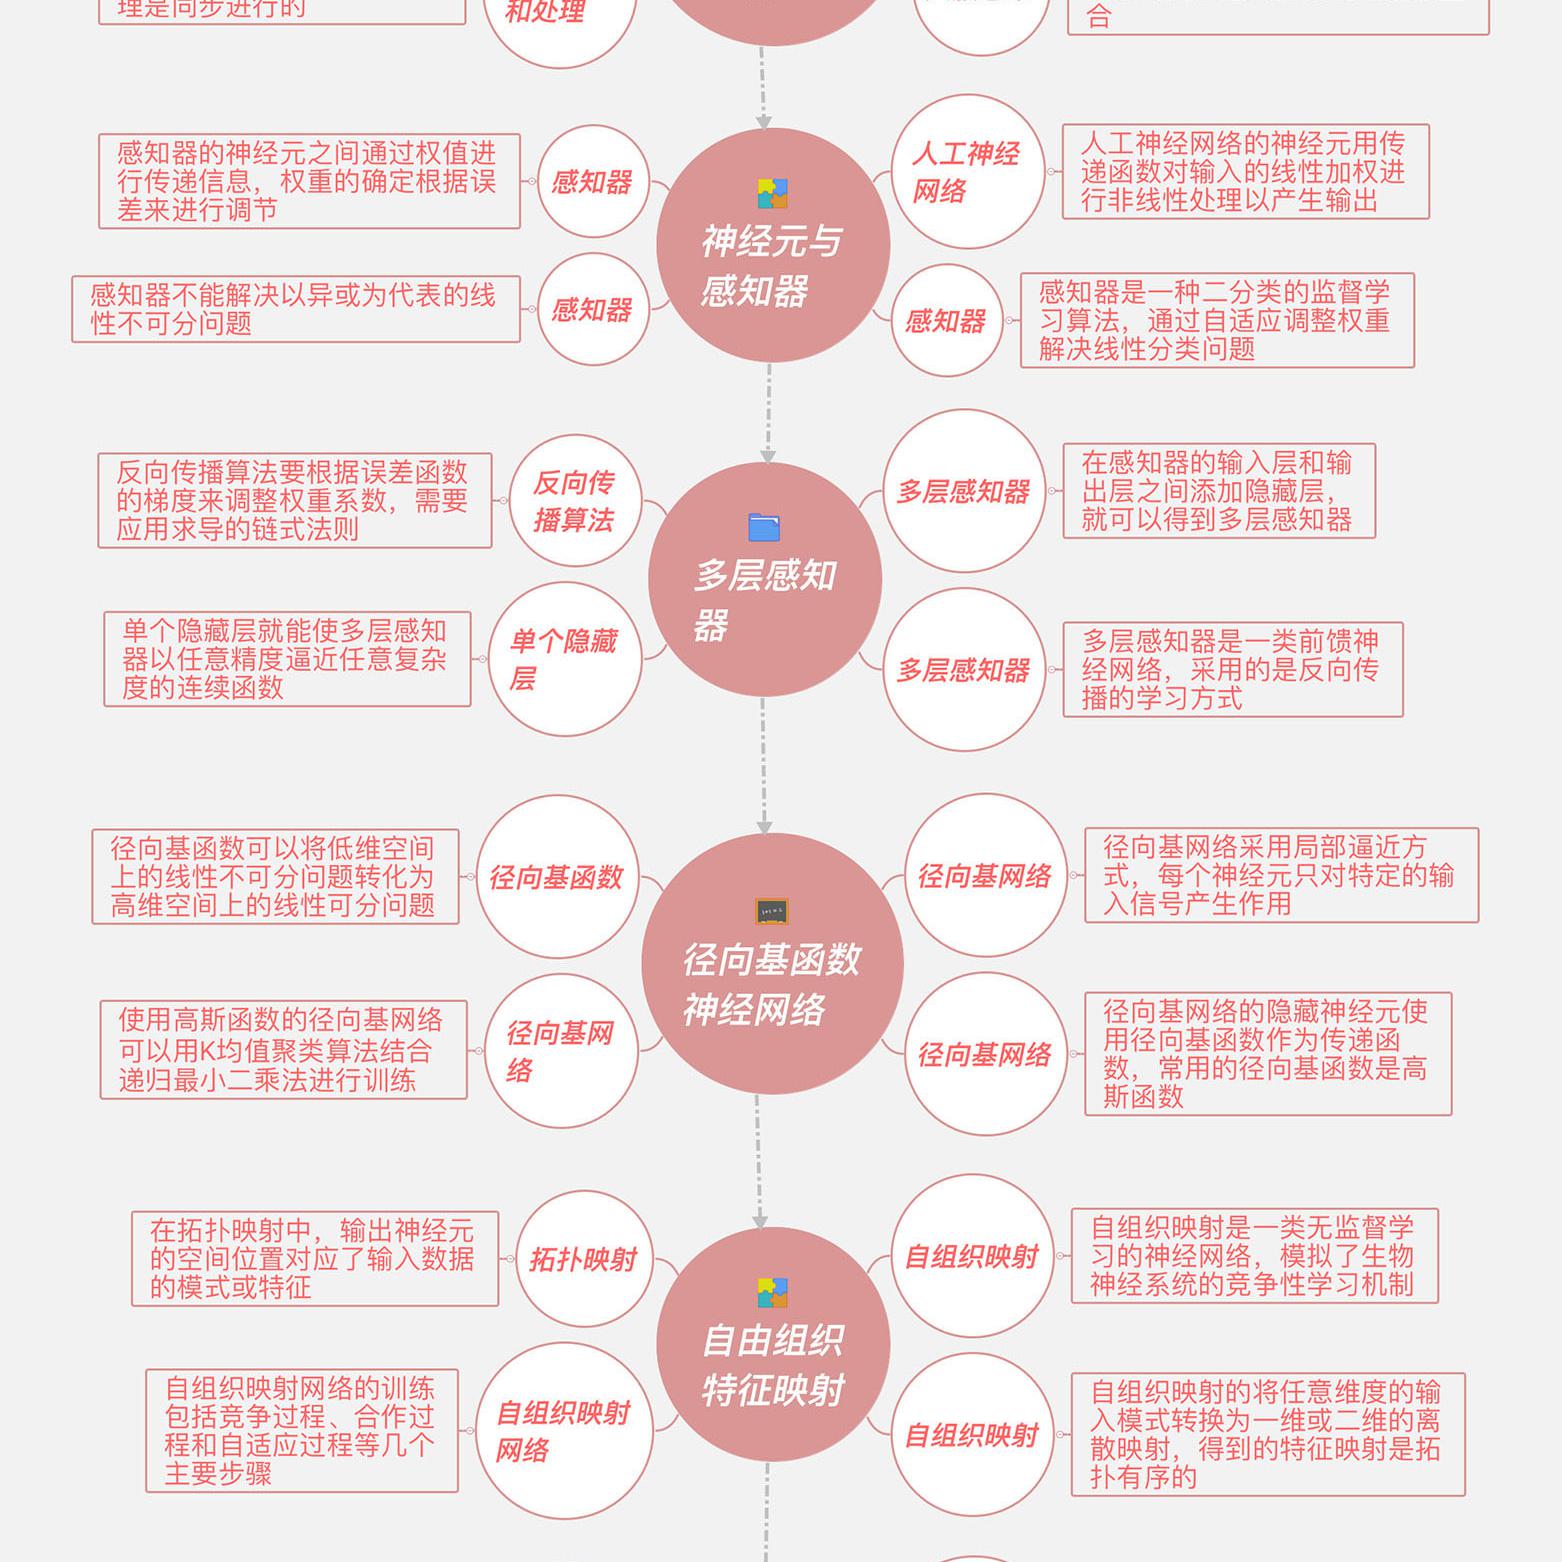 理是同步进行的
和处理
合
感知器的神经元之间通过权值进
行传递信息，权重的确定根据误
差来进行调节
感知器
感知器不能解决以异或为代表的线
性不可分问题
感知器
神经元与
感知器
人工神经
网络
人工神经网络的神经元用传
递函数对输入的线性加权进
行非线性处理以产生输出
感知器
感知器是一种二分类的监督学
习算法，通过自适应调整权重
解决线性分类问题
反向传播算法要根据误差函数
的梯度来调整权重系数，需要
应用求导的链式法则
反向传
播算法
单个隐藏层就能使多层感知
器以任意精度逼近任意复杂
度的连续函数
单个隐藏
层
多层感知
器
多层感知器
在感知器的输入层和输
出层之间添加隐藏层，
就可以得到多层感知器
多层感知器
多层感知器是一类前馈神
经网络，采用的是反向传
播的学习方式
径向基函数可以将低维空间
上的线性不可分问题转化为
高维空间上的线性可分问题
径向基函数
使用高斯函数的径向基网络
可以用K均值聚类算法结合
递归最小二乘法进行训练
径向基网
络
径向基函数
神经网络
径向基网络
径向基网络采用局部逼近方
式，每个神经元只对特定的输
入信号产生作用
径向基网络
径向基网络的隐藏神经元使
用径向基函数作为传递函
数，常用的径向基函数是高
斯函数
在拓扑映射中，输出神经元
的空间位置对应了输入数据
的模式或特征
拓扑映射
自组织映射网络的训练
包括竞争过程、合作过
程和自适应过程等几个
主要步骤
自组织映射
网络
自由组织
特征映射
自组织映射
自组织映射是一类无监督学
习的神经网络，模拟了生物
神经系统的竞争性学习机制
自组织映射
自组织映射的将任意维度的输
入模式转换为一维或二维的离
散映射，得到的特征映射是拓
扑有序的